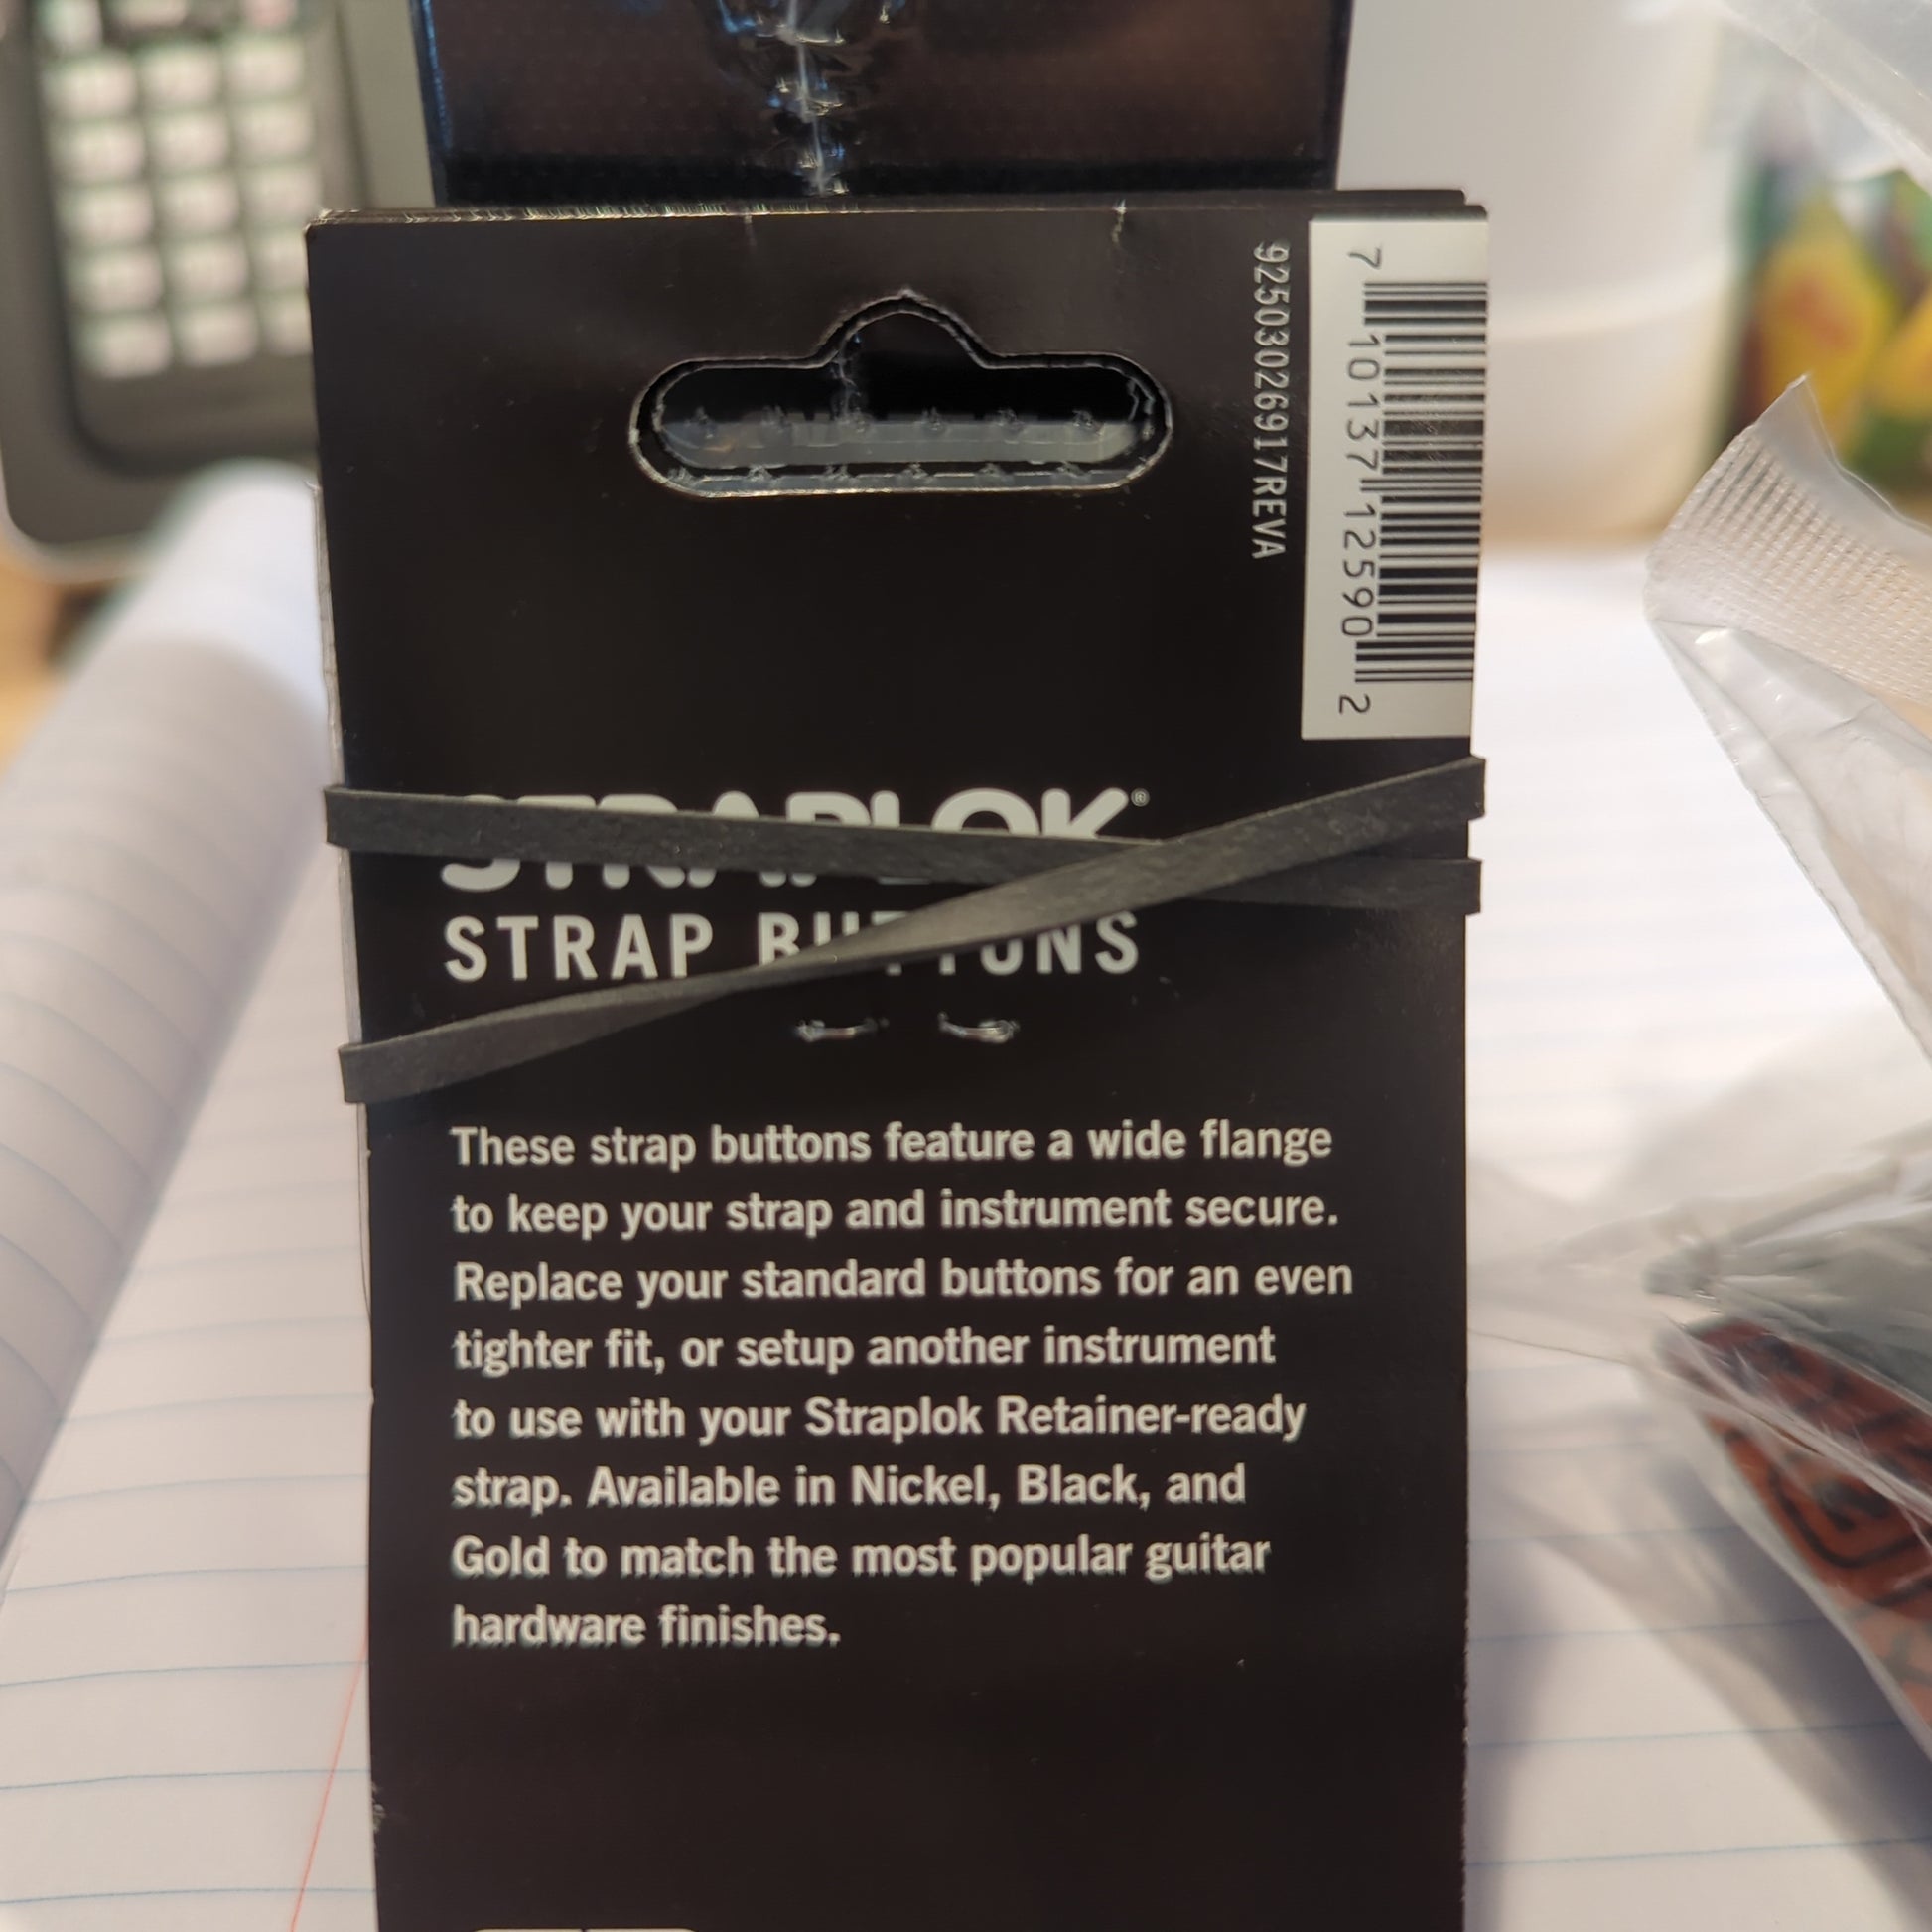 92503026917REVA
7 10137 12590 2
STRAPLOK®
STRAP BUTTONS
These strap buttons feature a wide flange
to keep your strap and instrument secure.
Replace your standard buttons for an even
tighter fit, or setup another instrument
to use with your Straplok Retainer-ready
strap. Available in Nickel, Black, and
Gold to match the most popular guitar
hardware finishes.